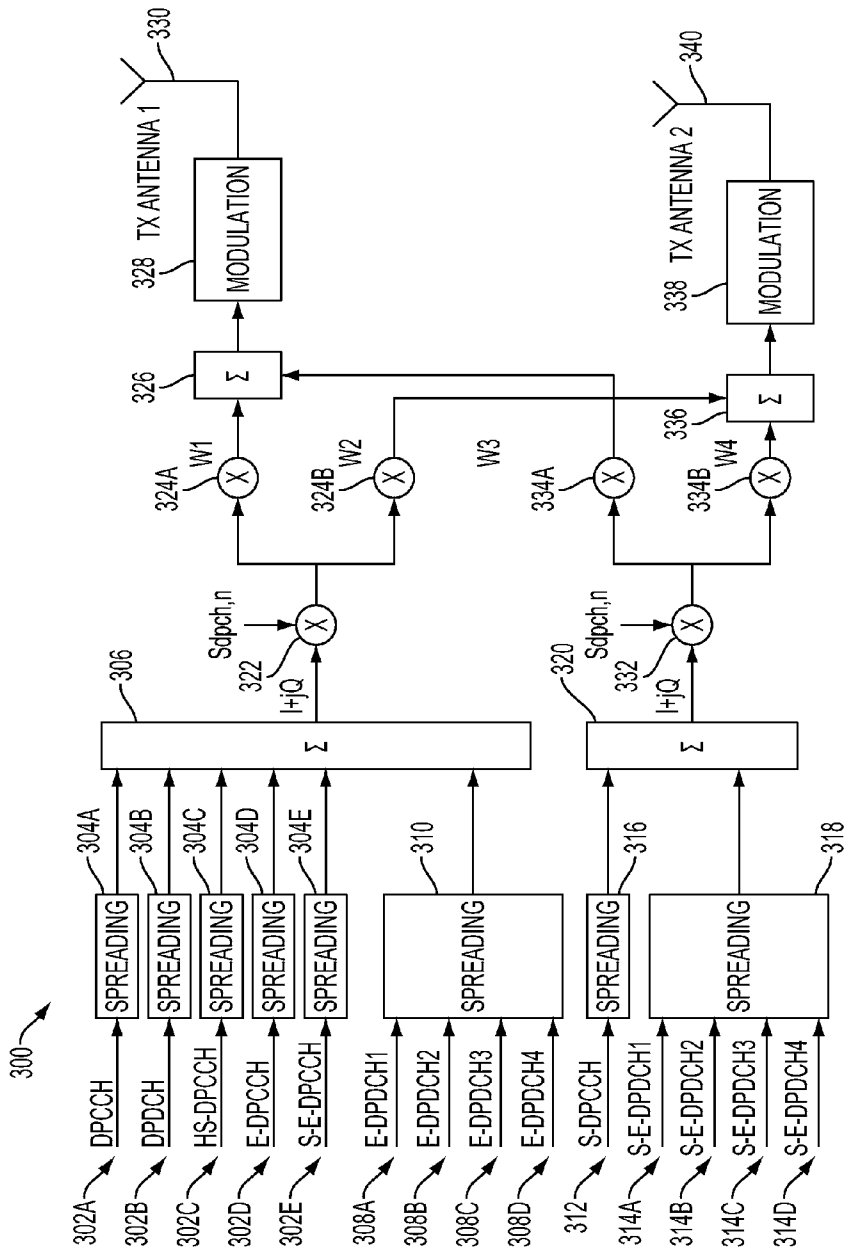 300
302A DPCCH SPREADING 304A
302B DPDCH SPREADING 304B
302C HS-DPCCH SPREADING 304C
302D E-DPCCH SPREADING 304D
302E S-E-DPCCH SPREADING 304E
308A E-DPDCH1
308B E-DPDCH2
308C E-DPDCH3
308D E-DPDCH4
SPREADING 310
312 S-DPCCH SPREADING 316
314A S-E-DPDCH1
314B S-E-DPDCH2
314C S-E-DPDCH3
314D S-E-DPDCH4
SPREADING 318
Σ 306
I+jQ
322 X
Sdpch,n
Σ 320
I+jQ
332 X
Sdpch,n
324A X W1
324B X W2
334A X W3
334B X W4
326 Σ
328 MODULATION
TX ANTENNA 1
330
336 Σ
338 MODULATION
TX ANTENNA 2
340